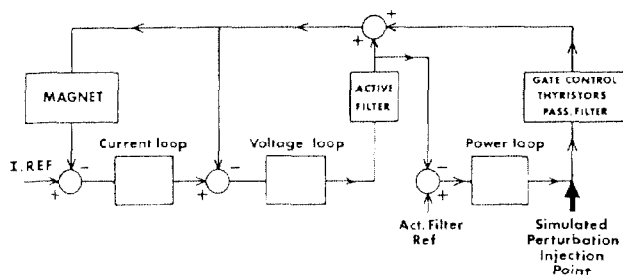 MAGNET
ACTIVE
FILTER
GATE CONTROL
THYRISTORS
PASS. FILTER
Current loop
Voltage loop
Power loop
I.REF
Act. Filter
Ref
Simulated
Perturbation
Injection
Point